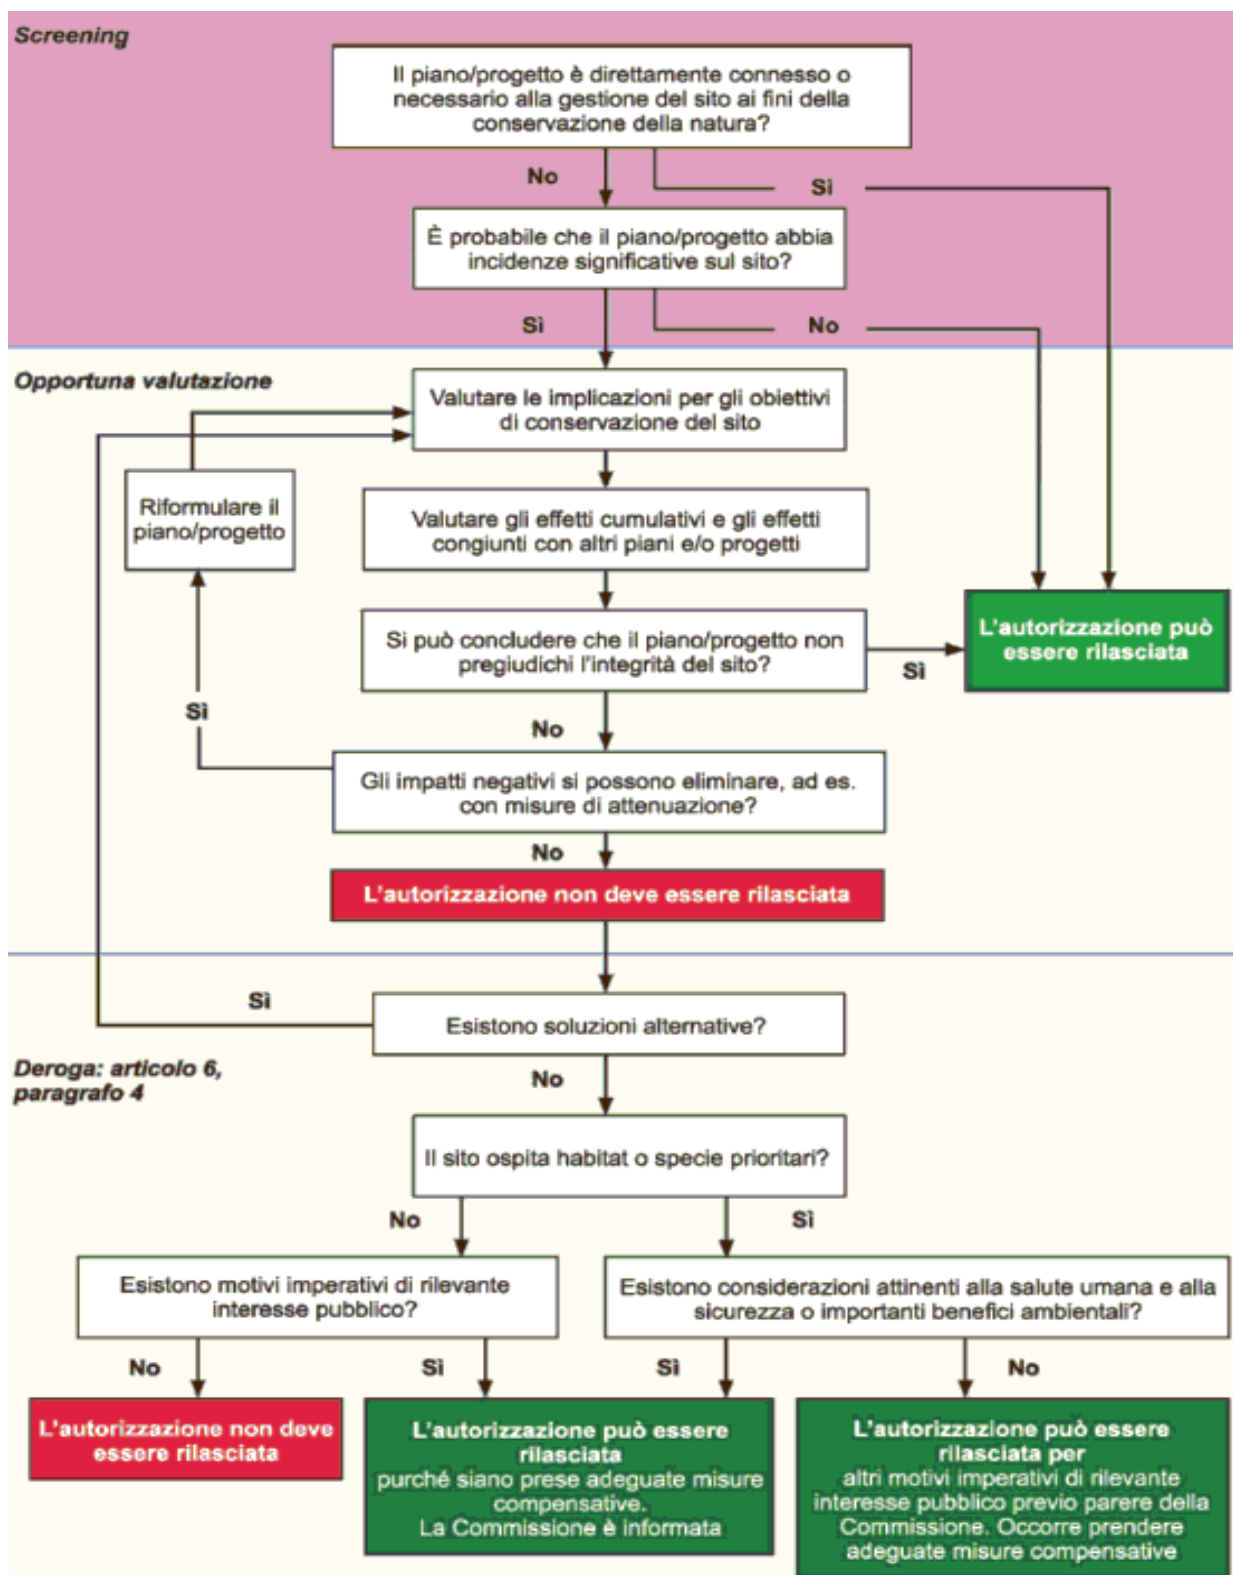 Screening
Il piano/progetto è direttamente connesso o
necessario alla gestione del sito ai fini della
conservazione della natura?
No
Sì
È probabile che il piano/progetto abbia
incidenze significative sul sito?
Sì
No
Opportuna valutazione
Valutare le implicazioni per gli obiettivi
di conservazione del sito
Riformulare il
piano/progetto
Valutare gli effetti cumulativi e gli effetti
congiunti con altri piani e/o progetti
Si può concludere che il piano/progetto non
pregiudichi l'integrità del sito?
Sì
L'autorizzazione può
essere rilasciata
Sì
No
Gli impatti negativi si possono eliminare, ad es.
con misure di attenuazione?
No
L'autorizzazione non deve essere rilasciata
Sì
Esistono soluzioni alternative?
Deroga: articolo 6,
paragrafo 4
No
Il sito ospita habitat o specie prioritari?
No
Sì
Esistono motivi imperativi di rilevante
interesse pubblico?
Esistono considerazioni attinenti alla salute umana e alla
sicurezza o importanti benefici ambientali?
No
Sì
Sì
No
L'autorizzazione non deve
essere rilasciata
L'autorizzazione può essere
rilasciata
purché siano prese adeguate misure
compensative.
La Commissione è informata
L'autorizzazione può essere
rilasciata per
altri motivi imperativi di rilevante
interesse pubblico previo parere della
Commissione. Occorre prendere
adeguate misure compensative